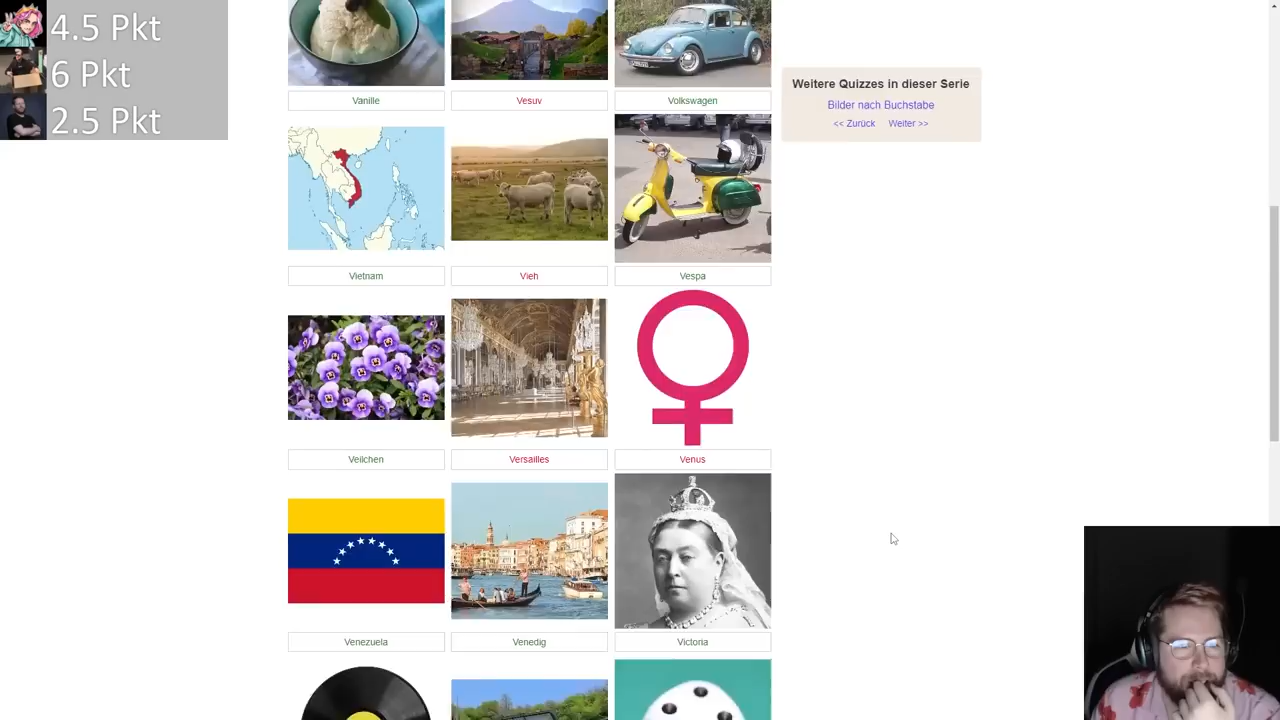 4.5 Pkt
6 Pkt
2.5 Pkt
Vanille
Vesuv
Volkswagen
Weitere Quizzes in dieser Serie
Bilder nach Buchstabe
<< Zurück Weiter >>
Vietnam
Vieh
Vespa
Veilchen
Versailles
Venus
Venezuela
Venedig
Victoria